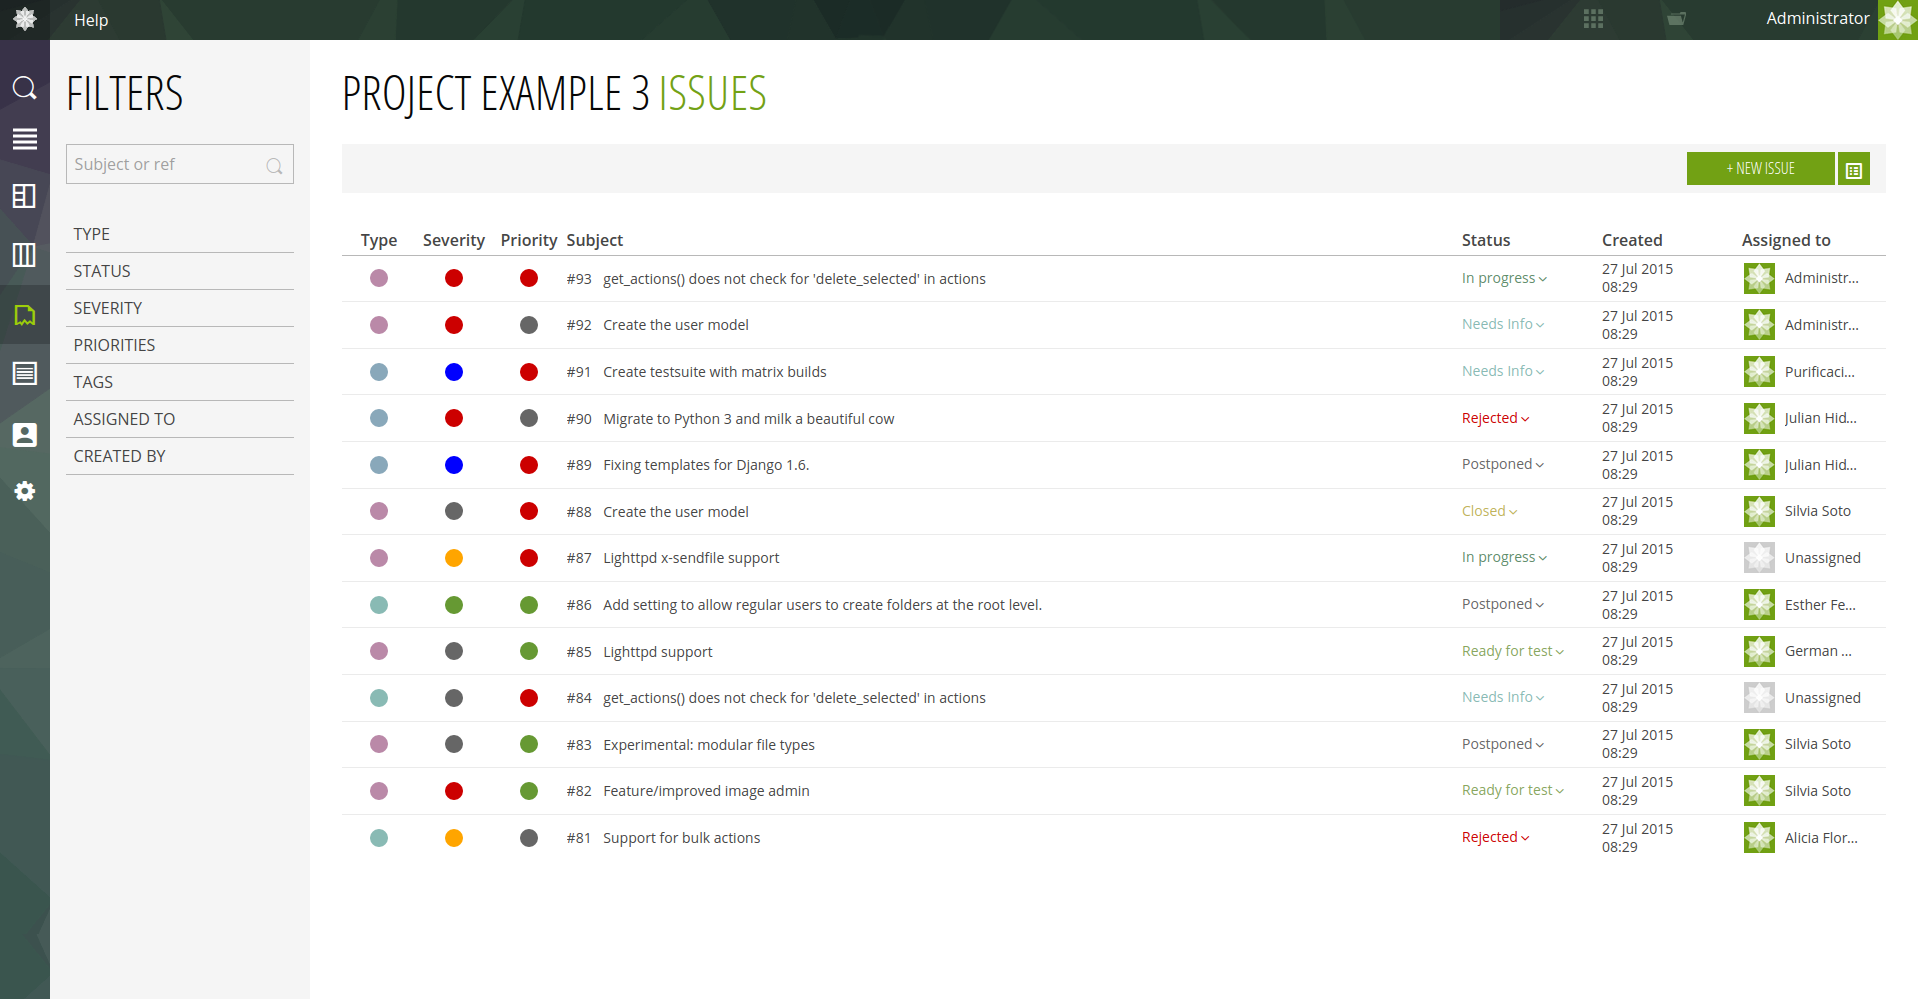 Help
Administrator
FILTERS
Subject or ref
TYPE
STATUS
SEVERITY
PRIORITIES
TAGS
ASSIGNED TO
CREATED BY
PROJECT EXAMPLE 3 ISSUES
+ NEW ISSUE
Type Severity Priority Subject Status Created Assigned to
#93 get_actions() does not check for 'delete_selected' in actions In progress 27 Jul 2015 08:29 Administr...
#92 Create the user model Needs Info 27 Jul 2015 08:29 Administr...
#91 Create testsuite with matrix builds Needs Info 27 Jul 2015 08:29 Purificaci...
#90 Migrate to Python 3 and milk a beautiful cow Rejected 27 Jul 2015 08:29 Julian Hid...
#89 Fixing templates for Django 1.6. Postponed 27 Jul 2015 08:29 Julian Hid...
#88 Create the user model Closed 27 Jul 2015 08:29 Silvia Soto
#87 Lighttpd x-sendfile support In progress 27 Jul 2015 08:29 Unassigned
#86 Add setting to allow regular users to create folders at the root level. Postponed 27 Jul 2015 08:29 Esther Fe...
#85 Lighttpd support Ready for test 27 Jul 2015 08:29 German ...
#84 get_actions() does not check for 'delete_selected' in actions Needs Info 27 Jul 2015 08:29 Unassigned
#83 Experimental: modular file types Postponed 27 Jul 2015 08:29 Silvia Soto
#82 Feature/improved image admin Ready for test 27 Jul 2015 08:29 Silvia Soto
#81 Support for bulk actions Rejected 27 Jul 2015 08:29 Alicia Flor...